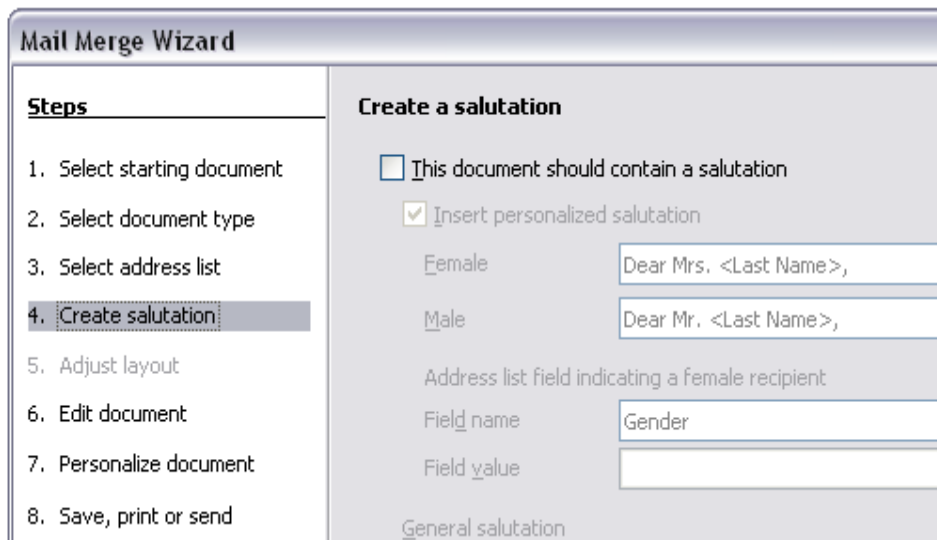 Mail Merge Wizard
Steps
1. Select starting document
2. Select document type
3. Select address list
4. Create salutation
5. Adjust layout
6. Edit document
7. Personalize document
8. Save, print or send
Create a salutation
This document should contain a salutation
Insert personalized salutation
Female Dear Mrs. <Last Name>,
Male Dear Mr. <Last Name>,
Address list field indicating a female recipient
Field name Gender
Field value
General salutation